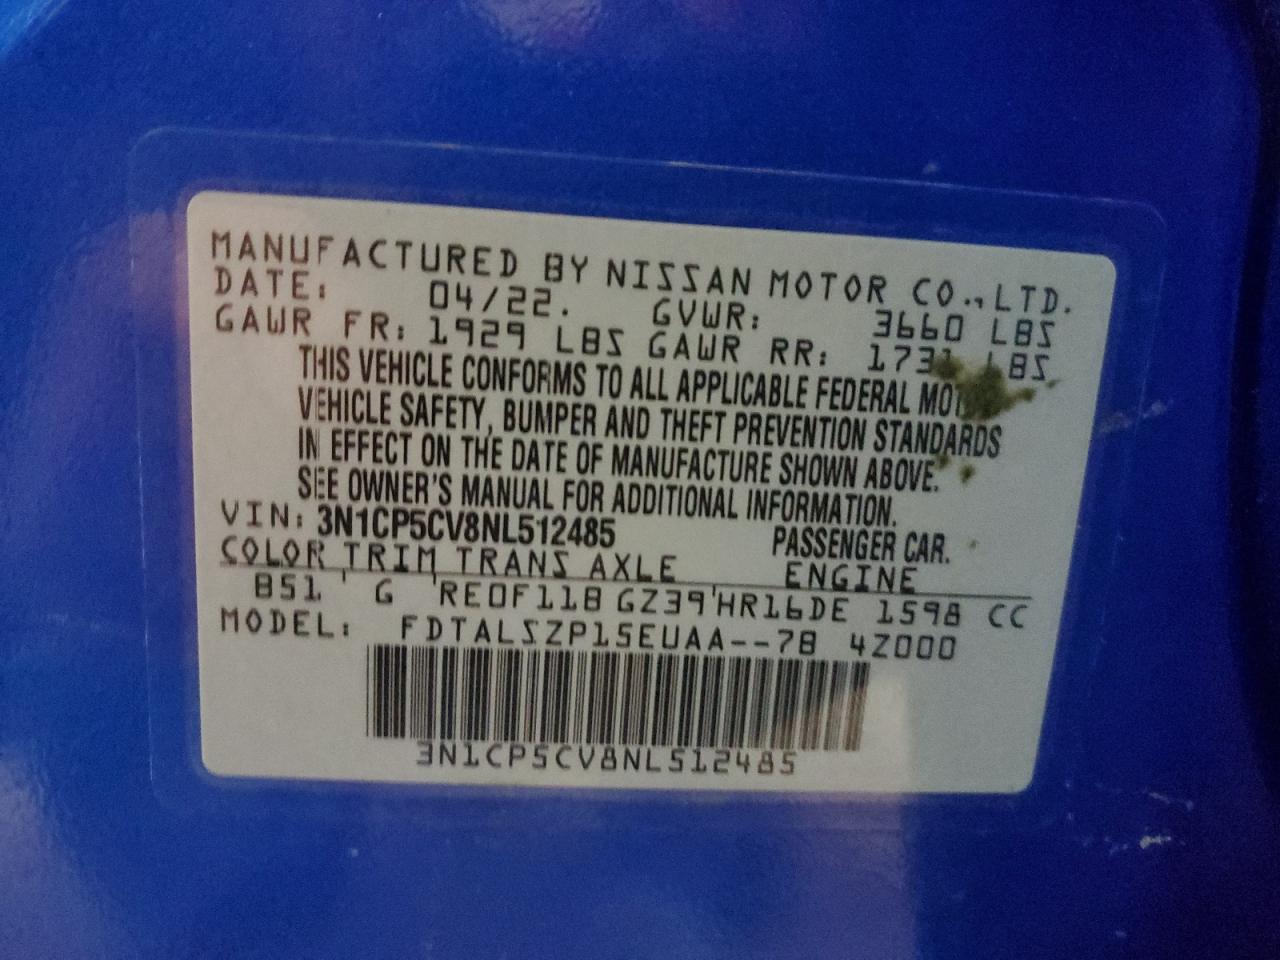 MANUFACTURED BY NISSAN MOTOR CO., LTD.
DATE: 04/22. GVWR: 3660 LBS
GAWR FR: 1929 LBS GAWR RR: LBS
THIS VEHICLE CONFORMS TO ALL APPLICABLE FEDERAL
VEHICLE SAFETY, BUMPER AND THEFT PREVENTION STANDARDS
IN EFFECT ON THE DATE OF MANUFACTURE SHOWN ABOVE.
SEE OWNER'S MANUAL FOR ADDITIONAL INFORMATION.
VIN: 3N1CP5CV8NL512485 PASSENGER CAR.
COLOR TRIM TRANS AXLE ENGINE
B51 G RE0F11B GZ39 HR16DE 1598 CC
MODEL: FDTALSZP15EUAA--7B 4Z000
3N1CP5CV8NL512485